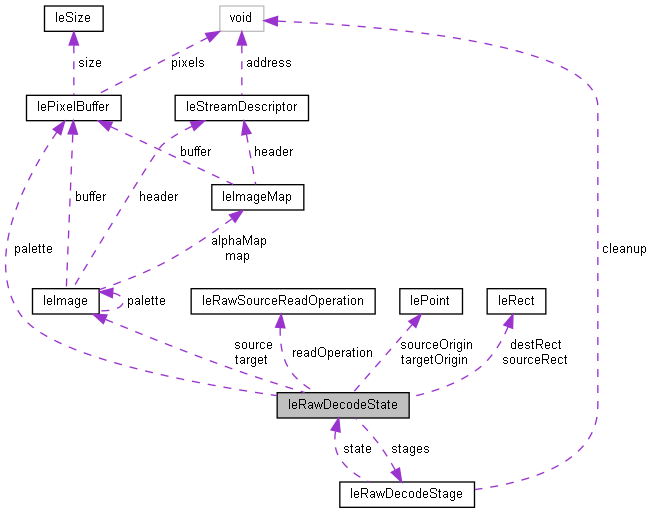 leSize
void
size
pixels
address
lePixelBuffer
leStreamDescriptor
buffer
header
buffer
header
leImageMap
palette
alphaMap
map
cleanup
leImage
palette
leRawSourceReadOperation
lePoint
leRect
source
target
readOperation
sourceOrigin
targetOrigin
destRect
sourceRect
leRawDecodeState
state
stages
leRawDecodeStage